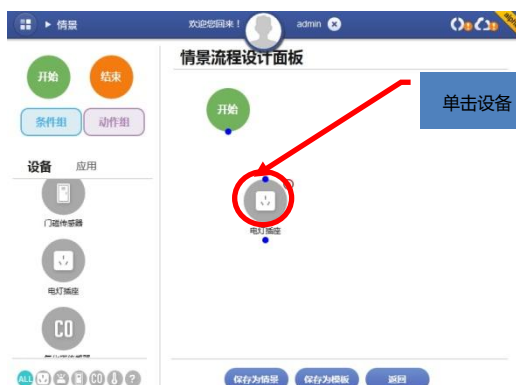 ▸ 情景
欢迎您回来！
admin
alpha
情景流程设计面板
开始
结束
条件组
动作组
设备
应用
门磁传感器
电灯插座
CO
ALL
CO
?
开始
电灯插座
单击设备
保存为情景
保存为模板
返回